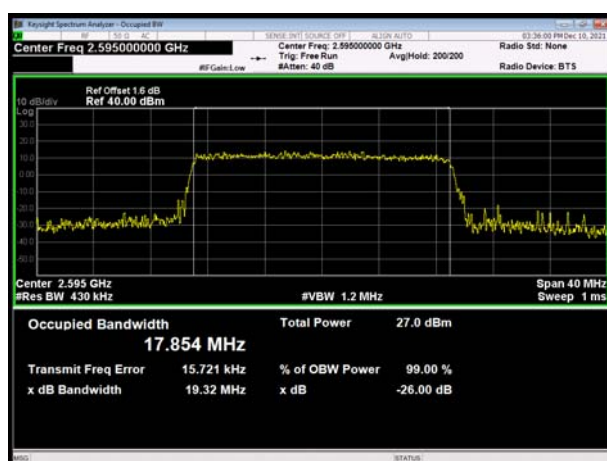 Keysight Spectrum Analyzer - Occupied BW
RF 50 Ω AC SENSE:INT SOURCE OFF ALIGN AUTO 03:36:00 PM Dec 10, 2021
Center Freq 2.595000000 GHz Center Freq: 2.595000000 GHz Radio Std: None
Trig: Free Run Avg|Hold: 200/200
#IFGain:Low #Atten: 40 dB Radio Device: BTS
Ref Offset 1.6 dB
10 dB/div Ref 40.00 dBm
Log
30.0
20.0
10.0
0.00
-10.0
-20.0
-30.0
-40.0
-50.0
Center 2.595 GHz Span 40 MHz
#Res BW 430 kHz #VBW 1.2 MHz Sweep 1 ms
Occupied Bandwidth Total Power 27.0 dBm
17.854 MHz
Transmit Freq Error 15.721 kHz % of OBW Power 99.00 %
x dB Bandwidth 19.32 MHz x dB -26.00 dB
MSG STATUS